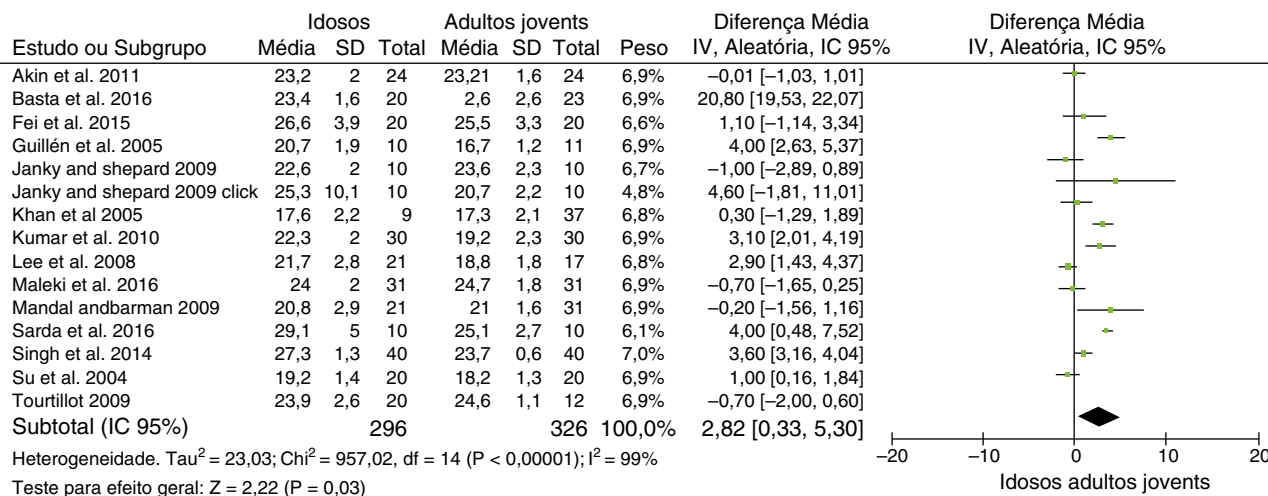 Idosos Adultos jovents Diferença Média Diferença Média
Estudo ou Subgrupo Média SD Total Média SD Total Peso IV, Aleatória, IC 95% IV, Aleatória, IC 95%
Akin et al. 2011 23,2 2 24 23,21 1,6 24 6,9% −0,01 [−1,03, 1,01]
Basta et al. 2016 23,4 1,6 20 2,6 2,6 23 6,9% 20,80 [19,53, 22,07]
Fei et al. 2015 26,6 3,9 20 25,5 3,3 20 6,6% 1,10 [−1,14, 3,34]
Guillén et al. 2005 20,7 1,9 10 16,7 1,2 11 6,9% 4,00 [2,63, 5,37]
Janky and shepard 2009 22,6 2 10 23,6 2,3 10 6,7% −1,00 [−2,89, 0,89]
Janky and shepard 2009 click 25,3 10,1 10 20,7 2,2 10 4,8% 4,60 [−1,81, 11,01]
Khan et al 2005 17,6 2,2 9 17,3 2,1 37 6,8% 0,30 [−1,29, 1,89]
Kumar et al. 2010 22,3 2 30 19,2 2,3 30 6,9% 3,10 [2,01, 4,19]
Lee et al. 2008 21,7 2,8 21 18,8 1,8 17 6,8% 2,90 [1,43, 4,37]
Maleki et al. 2016 24 2 31 24,7 1,8 31 6,9% −0,70 [−1,65, 0,25]
Mandal andbarman 2009 20,8 2,9 21 21 1,6 31 6,9% −0,20 [−1,56, 1,16]
Sarda et al. 2016 29,1 5 10 25,1 2,7 10 6,1% 4,00 [0,48, 7,52]
Singh et al. 2014 27,3 1,3 40 23,7 0,6 40 7,0% 3,60 [3,16, 4,04]
Su et al. 2004 19,2 1,4 20 18,2 1,3 20 6,9% 1,00 [0,16, 1,84]
Tourtillot 2009 23,9 2,6 20 24,6 1,1 12 6,9% −0,70 [−2,00, 0,60]
Subtotal (IC 95%) 296 326 100,0% 2,82 [0,33, 5,30]
−20 −10 0 10 20
Heterogeneidade. Tau² = 23,03; Chi² = 957,02, df = 14 (P < 0,00001); I² = 99%
Idosos adultos jovents
Teste para efeito geral: Z = 2,22 (P = 0,03)